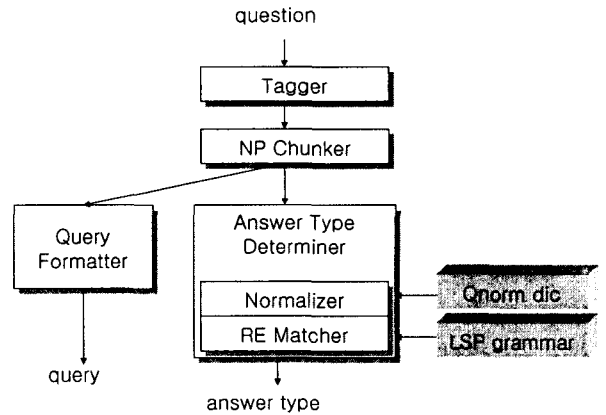 question
Tagger
NP Chunker
Query
Formatter
Answer Type
Determiner
Normalizer
RE Matcher
Qnorm dic
LSP grammar
query
answer type